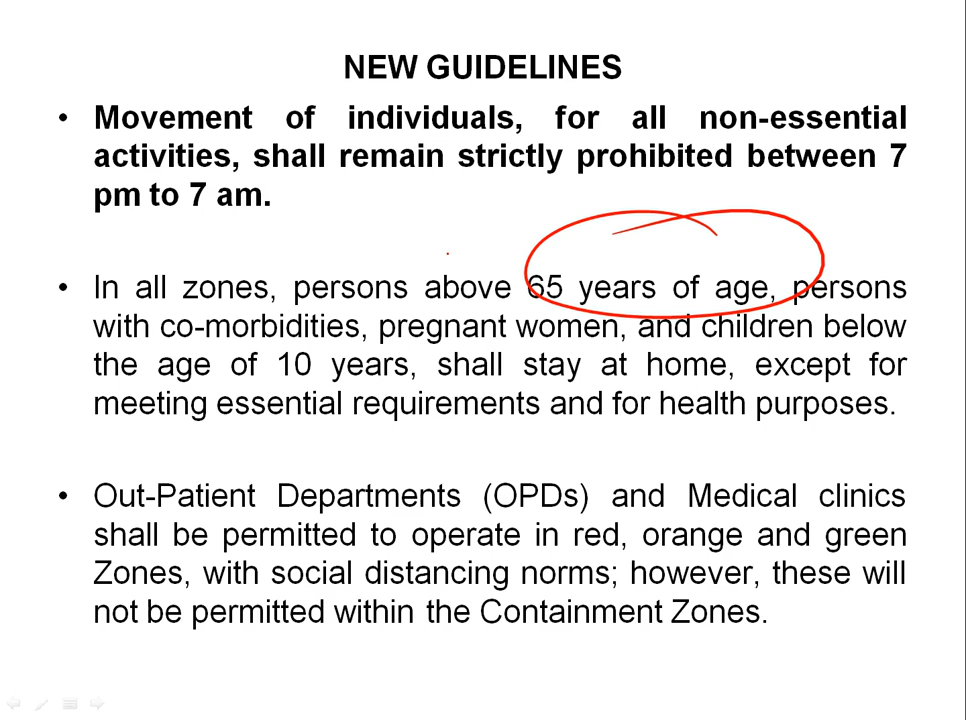 NEW GUIDELINES
• Movement of individuals, for all non-essential
activities, shall remain strictly prohibited between 7
pm to 7 am.
• In all zones, persons above 65 years of age, persons
with co-morbidities, pregnant women, and children below
the age of 10 years, shall stay at home, except for
meeting essential requirements and for health purposes.
• Out-Patient Departments (OPDs) and Medical clinics
shall be permitted to operate in red, orange and green
Zones, with social distancing norms; however, these will
not be permitted within the Containment Zones.